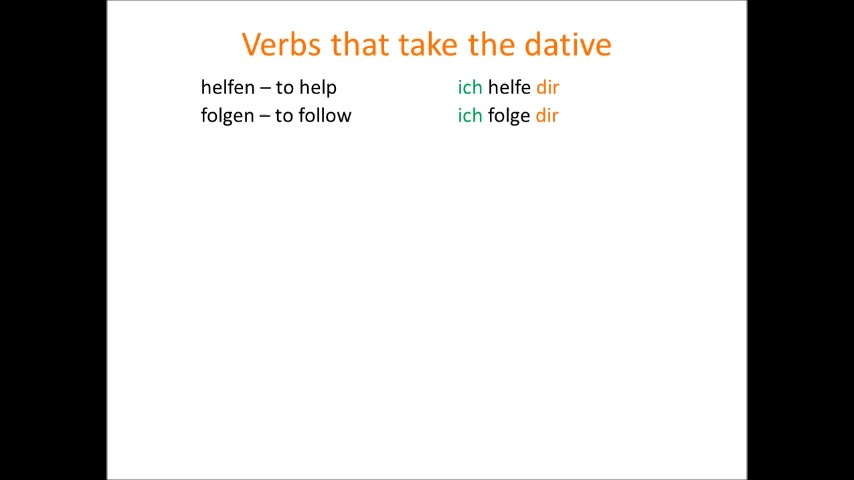 Verbs that take the dative
helfen – to help ich helfe dir
folgen – to follow ich folge dir